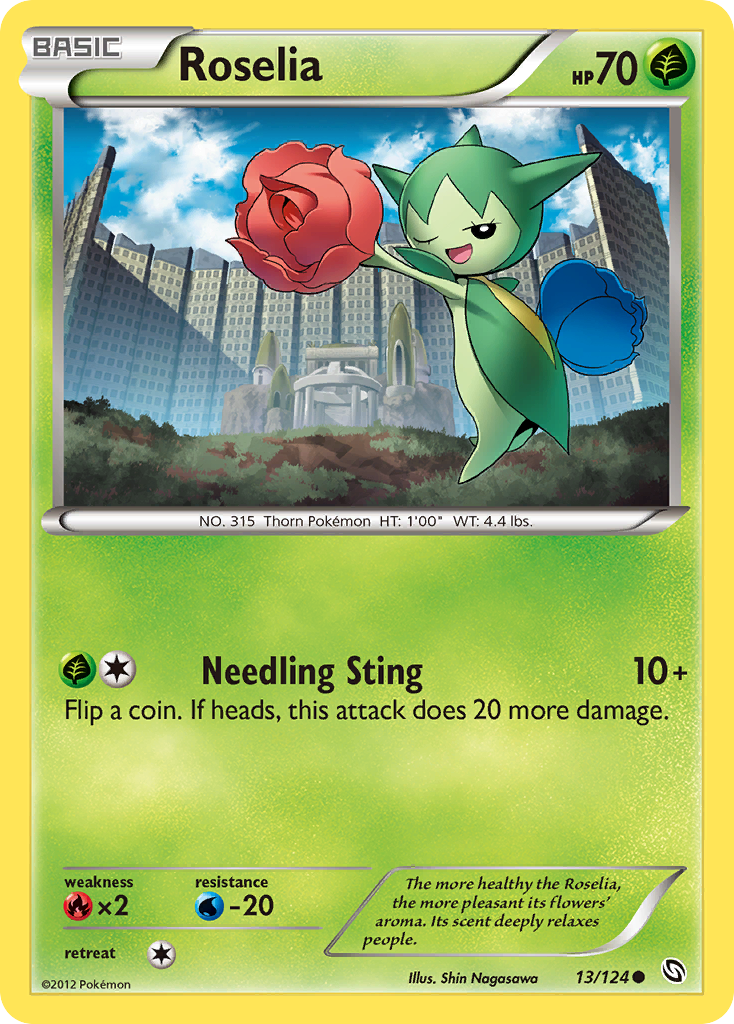 BASIC
Roselia
HP70
NO. 315 Thorn Pokémon HT: 1'00" WT: 4.4 lbs.
Needling Sting 10+
Flip a coin. If heads, this attack does 20 more damage.
weakness resistance
×2 -20
retreat
The more healthy the Roselia,
the more pleasant its flowers'
aroma. Its scent deeply relaxes
people.
©2012 Pokémon
Illus. Shin Nagasawa
13/124